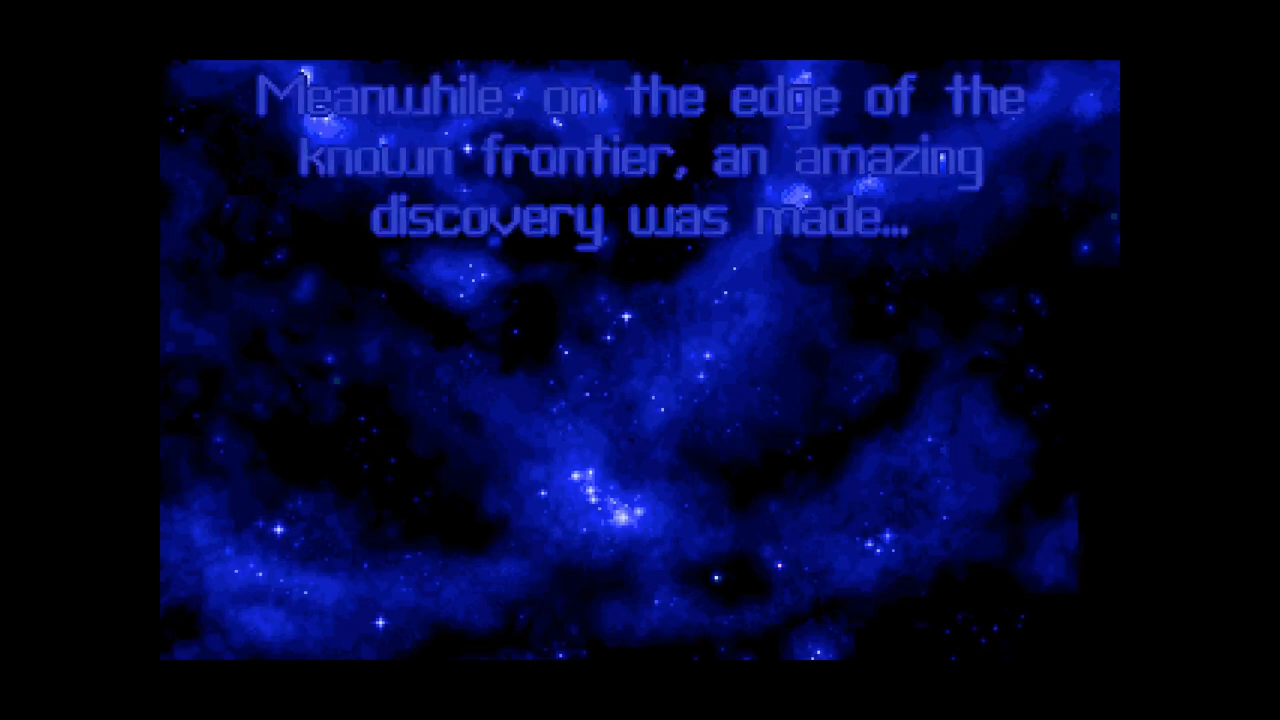 Meanwhile, on the edge of the
known frontier, an amazing
discovery was made...